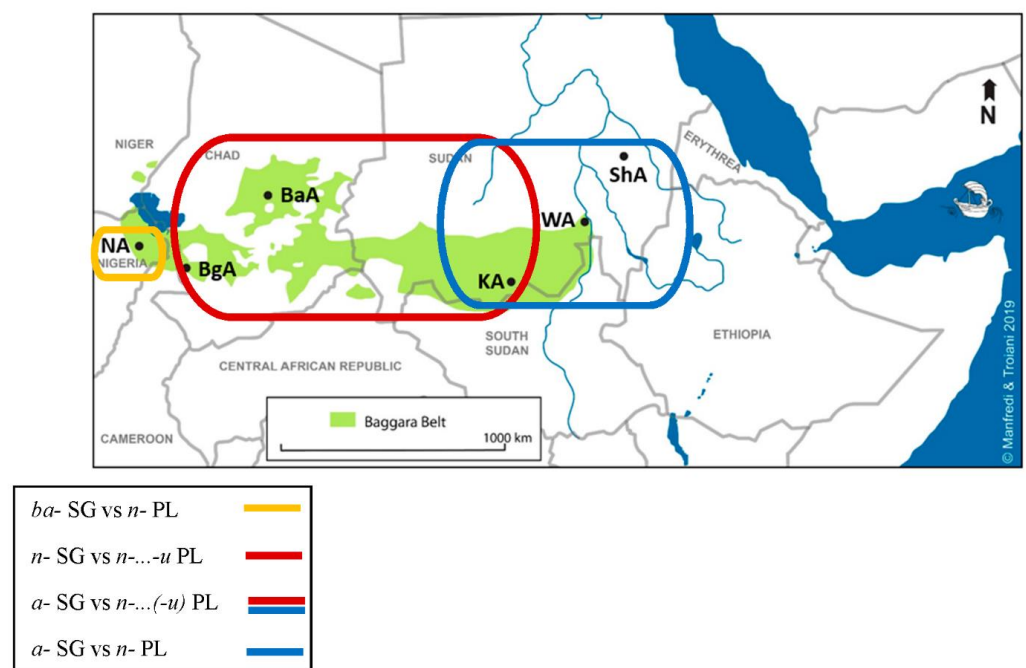 N
NIGER
CHAD
SUDAN
ERYTHREA
BaA
ShA
WA
NA
NIGERIA
BgA
KA
ETHIOPIA
SOUTH
SUDAN
CENTRAL AFRICAN REPUBLIC
Baggara Belt
1000 km
CAMEROON
© Manfredi & Troiani 2019
ba- SG vs n- PL
n- SG vs n-...-u PL
a- SG vs n-...(-u) PL
a- SG vs n- PL